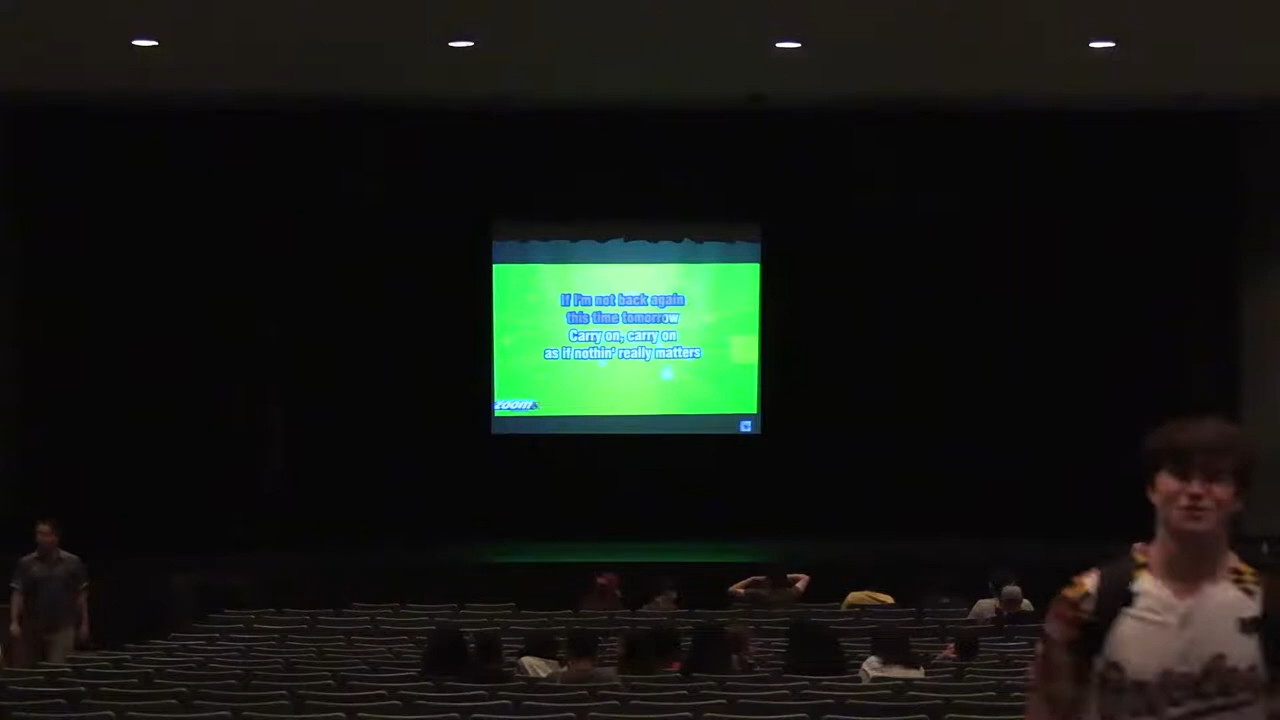 If I'm not back again
this time tomorrow
Carry on, carry on
as if nothin' really matters
zoom